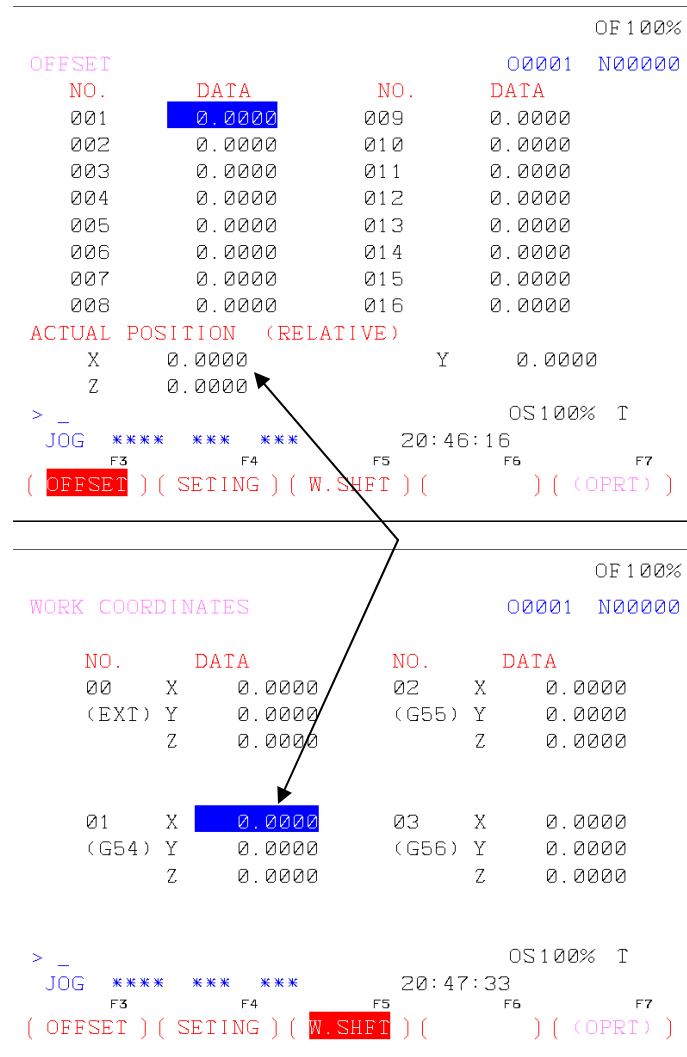 OF100%
OFFSET O0001 N00000
NO. DATA NO. DATA
001 0.0000 009 0.0000
002 0.0000 010 0.0000
003 0.0000 011 0.0000
004 0.0000 012 0.0000
005 0.0000 013 0.0000
006 0.0000 014 0.0000
007 0.0000 015 0.0000
008 0.0000 016 0.0000
ACTUAL POSITION (RELATIVE)
X 0.0000 Y 0.0000
Z 0.0000
> _ OS100% T
JOG **** *** *** 20:46:16
F3 F4 F5 F6 F7
( OFFSET ) ( SETING ) ( W.SHFT ) ( ) ( (OPRT) )
OF100%
WORK COORDINATES O0001 N00000
NO. DATA NO. DATA
00 X 0.0000 02 X 0.0000
(EXT) Y 0.0000 (G55) Y 0.0000
Z 0.0000 Z 0.0000
01 X 0.0000 03 X 0.0000
(G54) Y 0.0000 (G56) Y 0.0000
Z 0.0000 Z 0.0000
> _ OS100% T
JOG **** *** *** 20:47:33
F3 F4 F5 F6 F7
( OFFSET ) ( SETING ) ( W.SHFT ) ( ) ( (OPRT) )